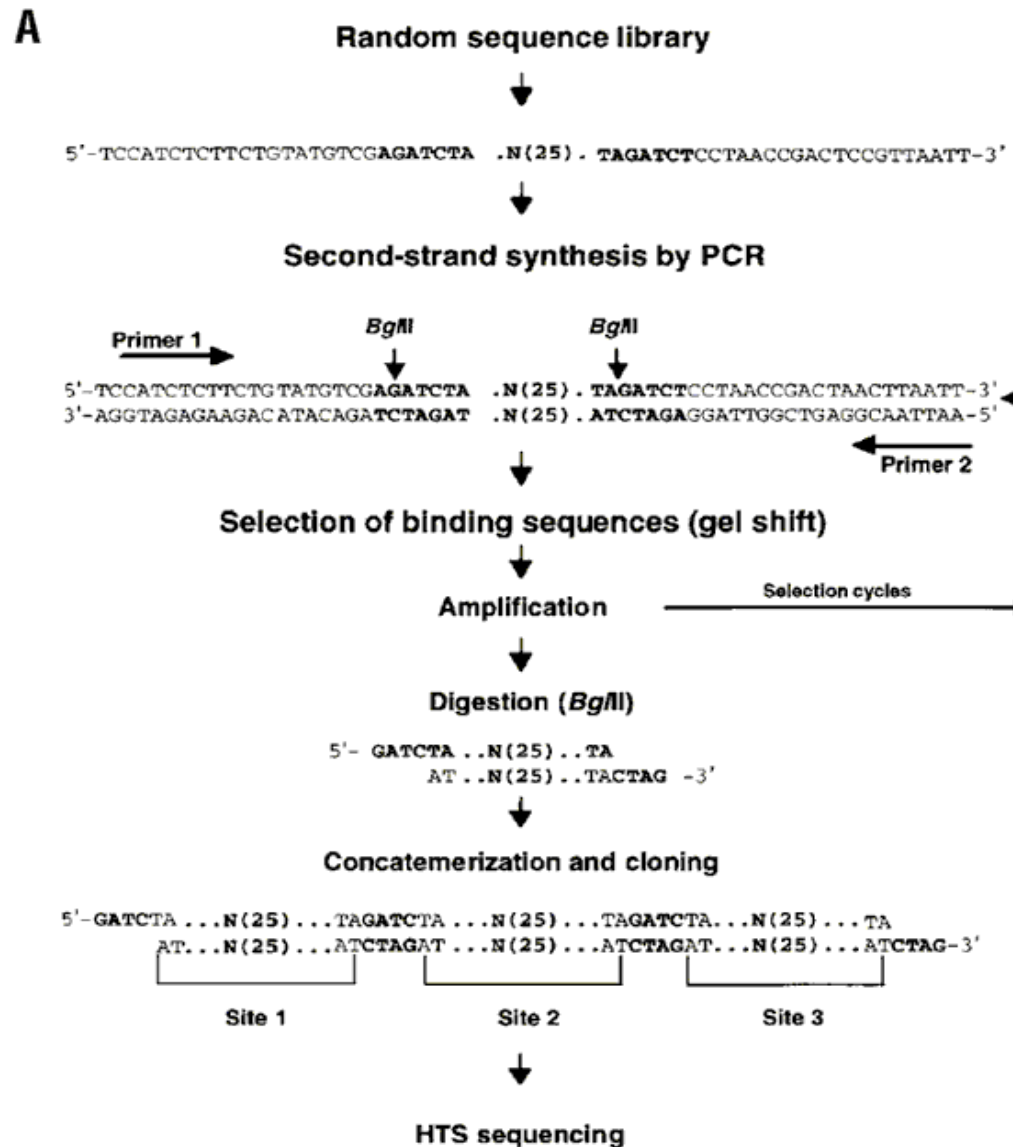 A
Random sequence library
5'-TCCATCTCTTCTGTATGTCGAGATCTA .N(25). TAGATCTCCTAACCGACTCCGTTAATT-3'
Second-strand synthesis by PCR
Primer 1
BglII BglII
5'-TCCATCTCTTCTGTATGTCGAGATCTA .N(25). TAGATCTCCTAACCGACTAACTTAATT-3'
3'-AGGTAGAGAAGACATACAGATCTAGAT .N(25). ATCTAGAGGATTGGCTGAGGCAATTAA-5'
Primer 2
Selection of binding sequences (gel shift)
Amplification
Selection cycles
Digestion (BglII)
5'- GATCTA ..N(25)..TA
AT ..N(25)..TACTAG -3'
Concatemerization and cloning
5'-GATCTA ...N(25)...TAGATCTA... N(25) ...TAGATCTA... N(25) ...TA
AT ...N(25)...ATCTAGAT... N(25) ...ATCTAGAT... N(25) ...ATCTAG-3'
Site 1 Site 2 Site 3
HTS sequencing